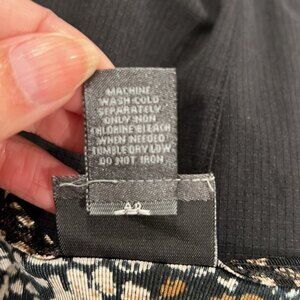 MACHINE
WASH COLD
SEPARATELY
ONLY NON
CHLORINE BLEACH
WHEN NEEDED
TUMBLE DRY LOW
DO NOT IRON